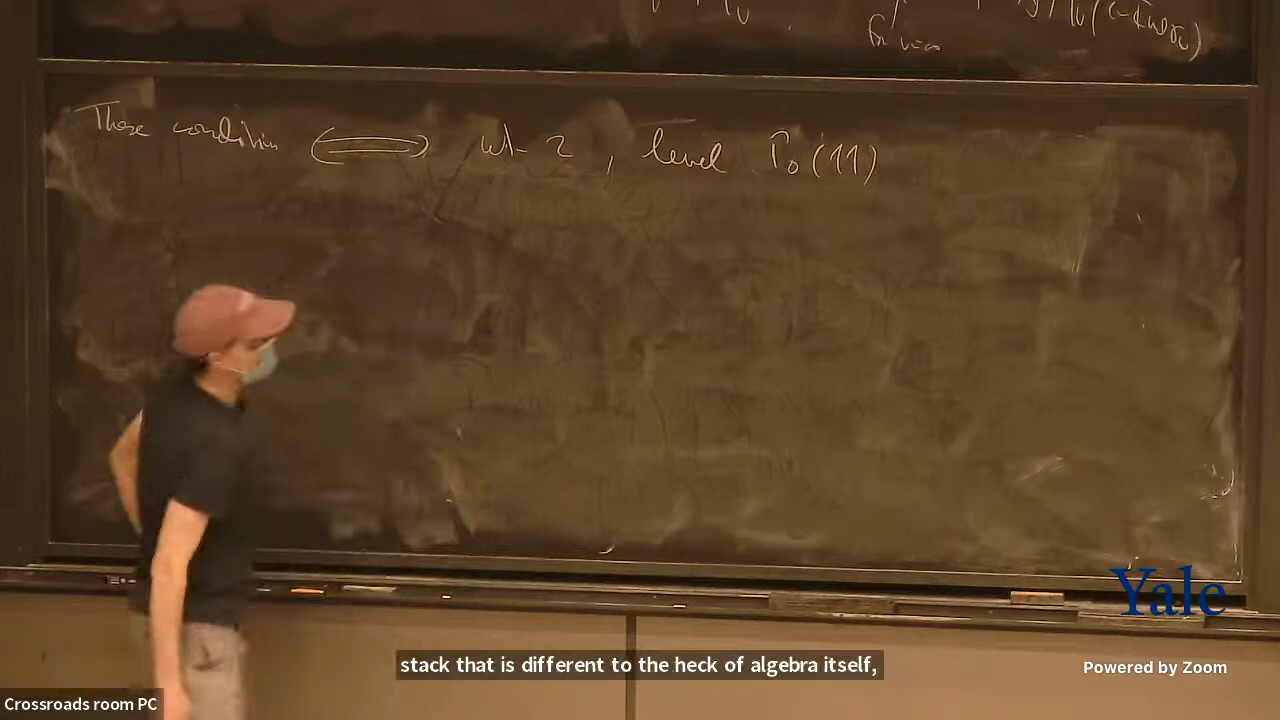 for
These condition ⟺ wt 2, level Γ₀(11)
Yale
stack that is different to the heck of algebra itself,
Powered by Zoom
Crossroads room PC